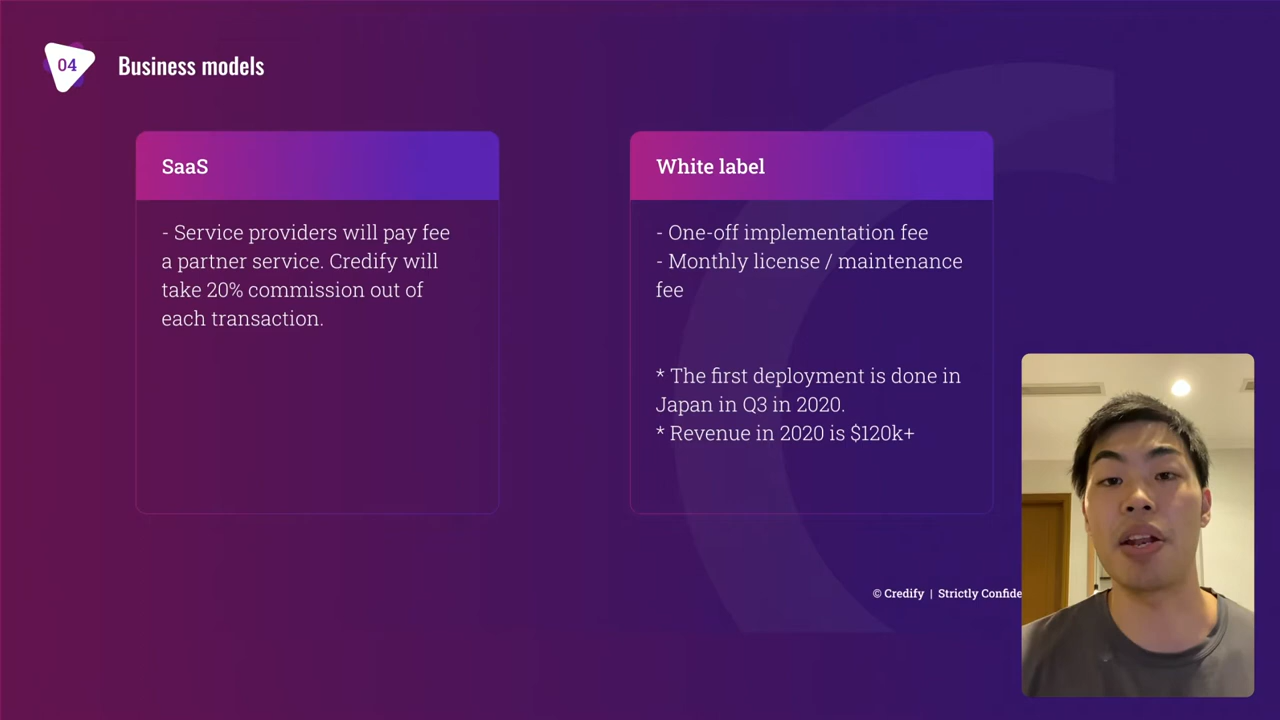 04
Business models
SaaS
- Service providers will pay fee
a partner service. Credify will
take 20% commission out of
each transaction.
White label
- One-off implementation fee
- Monthly license / maintenance
fee
* The first deployment is done in
Japan in Q3 in 2020.
* Revenue in 2020 is $120k+
© Credify | Strictly